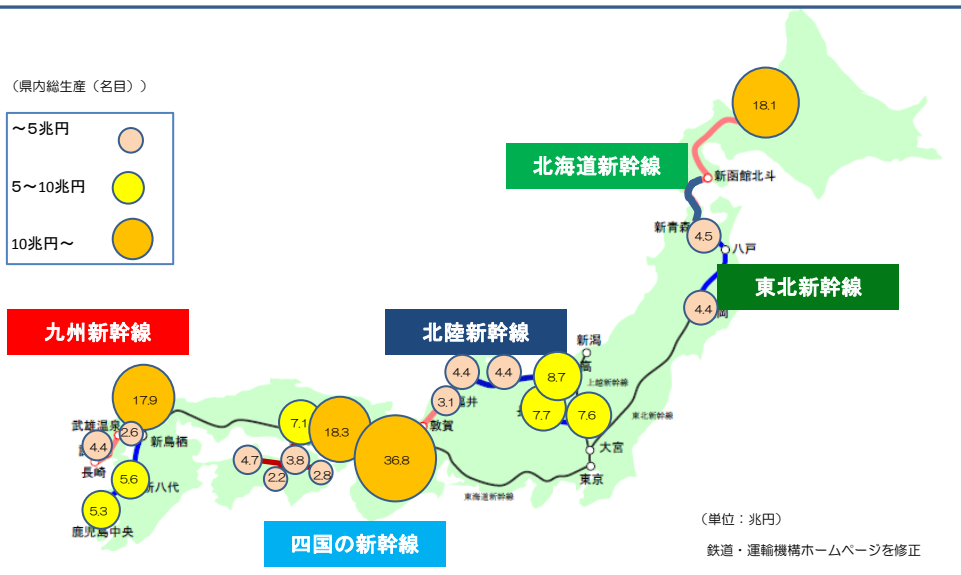 （県内総生産（名目））
～５兆円
５～10兆円
10兆円～
18.1
北海道新幹線
新函館北斗
新青森
4.5
八戸
東北新幹線
4.4
岡
九州新幹線
北陸新幹線
新潟
高
4.4
4.4
8.7
上越新幹線
17.9
3.1
福井
7.7
7.6
東北新幹線
武雄温泉
2.6
新鳥栖
7.1
18.3
敦賀
4.4
長崎
4.7
3.8
36.8
大宮
5.6
新八代
2.2
2.8
東京
東海道新幹線
5.3
鹿児島中央
四国の新幹線
（単位：兆円）
鉄道・運輸機構ホームページを修正